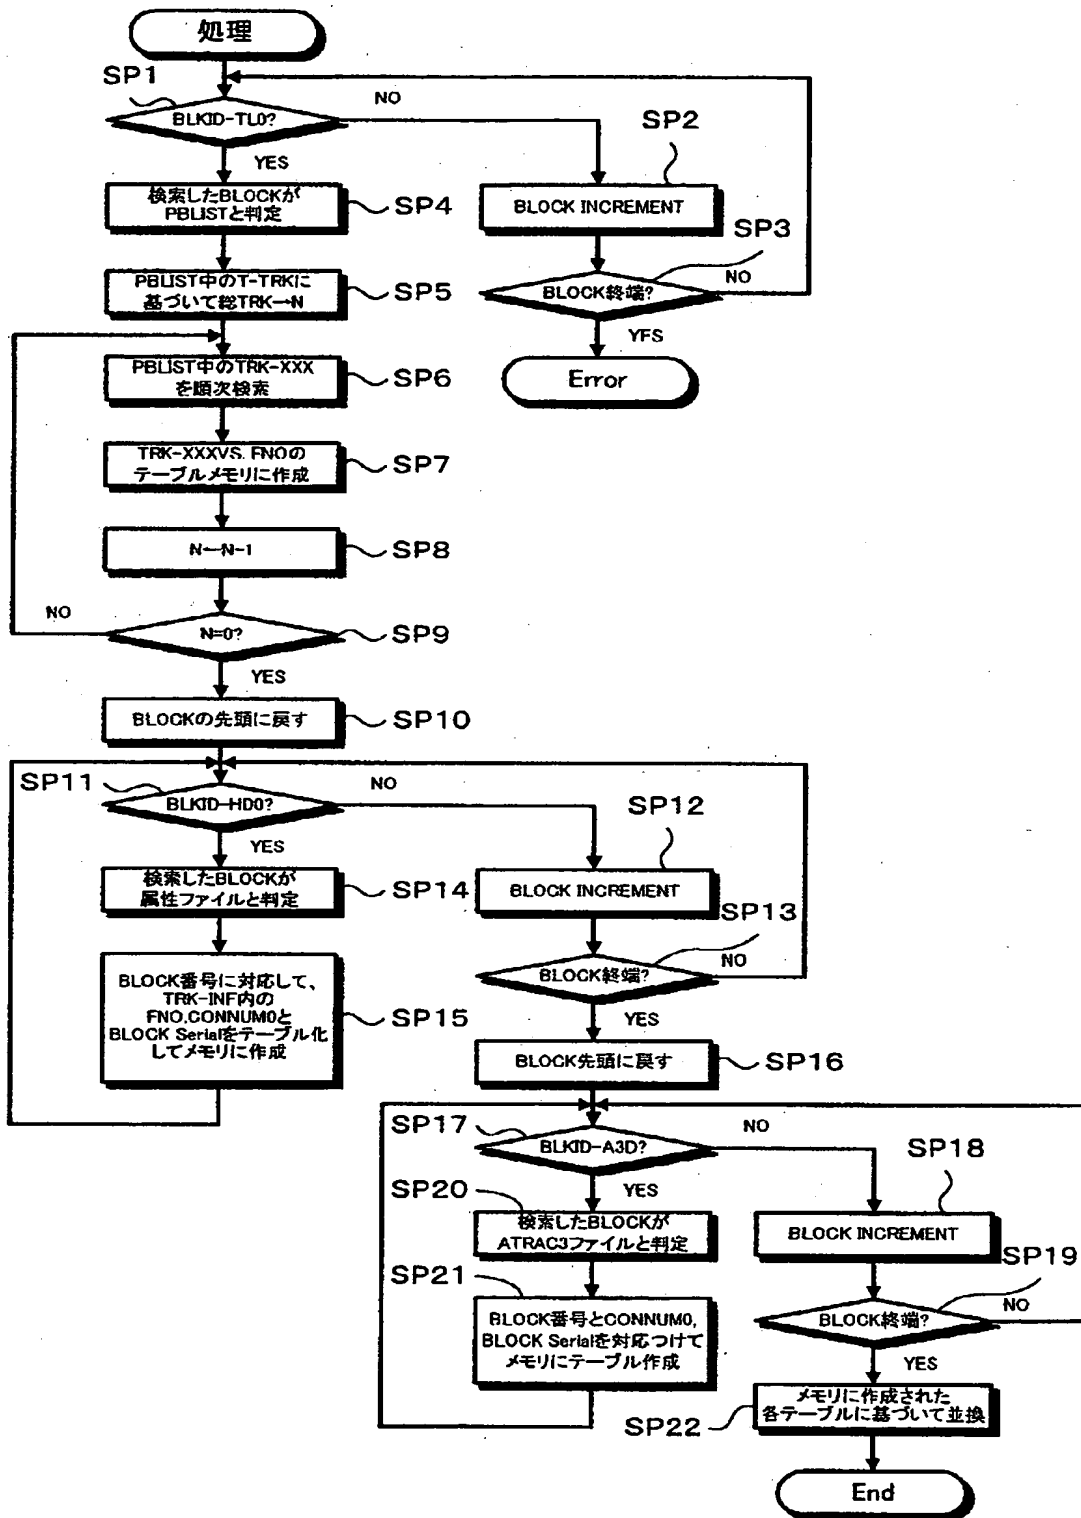 処理
SP1
BLKID-TL0?
NO
YES
SP2
BLOCK INCREMENT
検索したBLOCKが
PBLISTと判定
SP4
SP3
BLOCK終端?
NO
YFS
Error
PBLIST中のT-TRKに
基づいて総TRK→N
SP5
PBLIST中のTRK-XXX
を順次検索
SP6
TRK-XXXVS. FNOの
テーブルメモリに作成
SP7
N←N-1
SP8
NO
N=0?
SP9
YES
BLOCKの先頭に戻す
SP10
SP11
BLKID-HD0?
NO
YES
SP12
BLOCK INCREMENT
検索したBLOCKが
属性ファイルと判定
SP14
SP13
BLOCK終端?
NO
YES
BLOCK番号に対応して、
TRK-INF内の
FNO,CONNUM0と
BLOCK Serialをテーブル化
してメモリに作成
SP15
BLOCK先頭に戻す
SP16
SP17
BLKID-A3D?
NO
YES
SP18
BLOCK INCREMENT
SP20
検索したBLOCKが
ATRAC3ファイルと判定
SP19
BLOCK終端?
NO
YES
SP21
BLOCK番号とCONNUM0,
BLOCK Serialを対応つけて
メモリにテーブル作成
メモリに作成された
各テーブルに基づいて並換
SP22
End